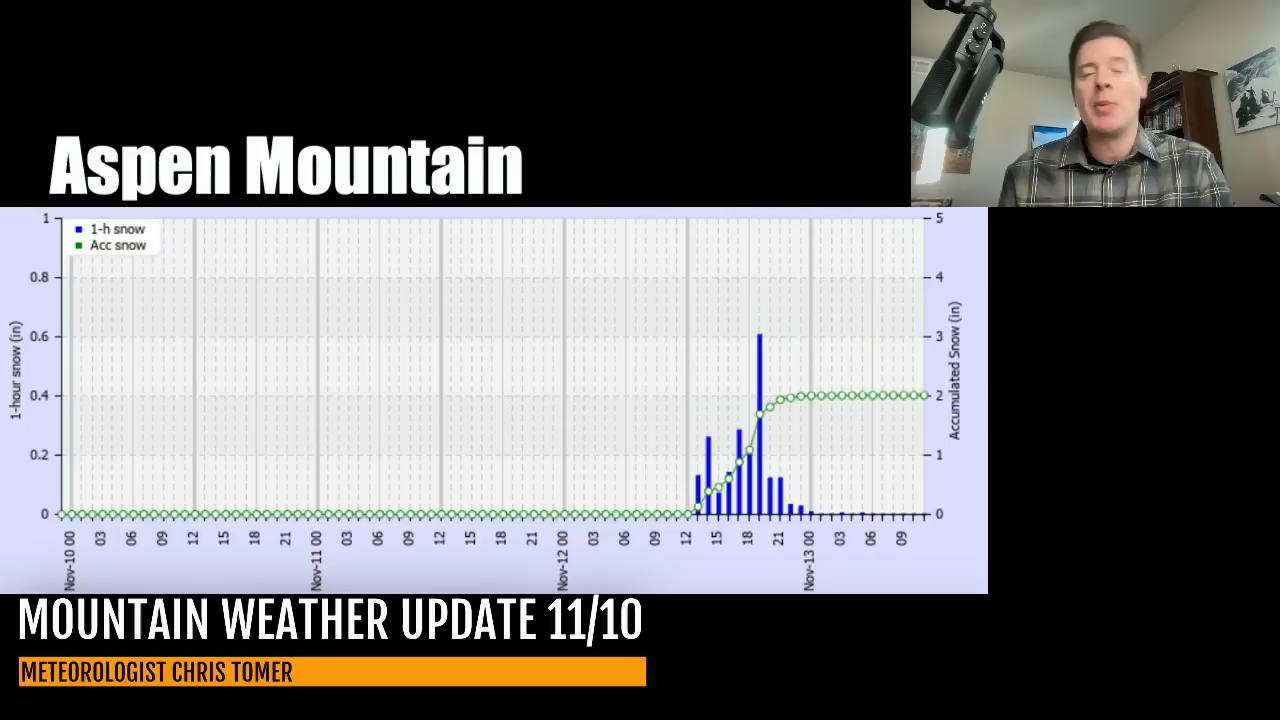 Aspen Mountain
1-h snow
Acc snow
1-hour snow (in)
1
0.8
0.6
0.4
0.2
0
Accumulated Snow (in)
5
4
3
2
1
0
Nov-10 00 03 06 09 12 15 18 21 Nov-11 00 03 06 09 12 15 18 21 Nov-12 00 03 06 09 12 15 18 21 Nov-13 00 03 06 09
MOUNTAIN WEATHER UPDATE 11/10
METEOROLOGIST CHRIS TOMER